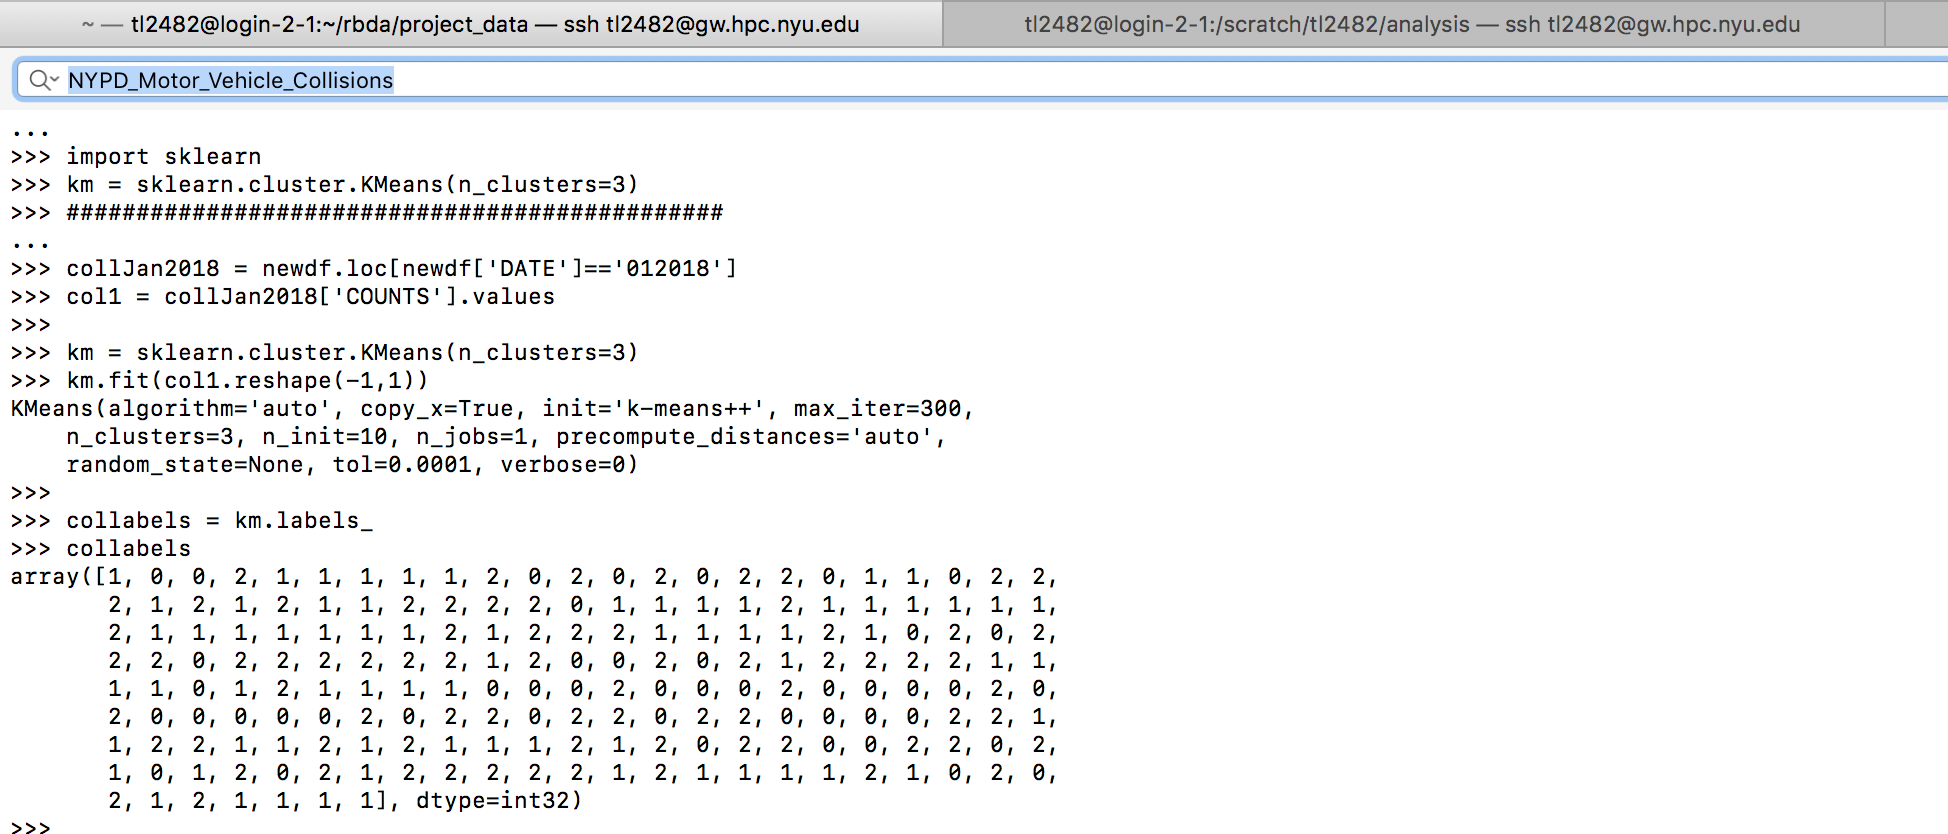 ~ — tl2482@login-2-1:~/rbda/project_data — ssh tl2482@gw.hpc.nyu.edu
tl2482@login-2-1:/scratch/tl2482/analysis — ssh tl2482@gw.hpc.nyu.edu
NYPD_Motor_Vehicle_Collisions
...
>>> import sklearn
>>> km = sklearn.cluster.KMeans(n_clusters=3)
>>> ###############################################
...
>>> collJan2018 = newdf.loc[newdf['DATE']=='012018']
>>> col1 = collJan2018['COUNTS'].values
>>>
>>> km = sklearn.cluster.KMeans(n_clusters=3)
>>> km.fit(col1.reshape(-1,1))
KMeans(algorithm='auto', copy_x=True, init='k-means++', max_iter=300,
    n_clusters=3, n_init=10, n_jobs=1, precompute_distances='auto',
    random_state=None, tol=0.0001, verbose=0)
>>>
>>> collabels = km.labels_
>>> collabels
array([1, 0, 0, 2, 1, 1, 1, 1, 1, 2, 0, 2, 0, 2, 0, 2, 2, 0, 1, 1, 0, 2, 2,
       2, 1, 2, 1, 2, 1, 1, 2, 2, 2, 2, 0, 1, 1, 1, 1, 2, 1, 1, 1, 1, 1, 1,
       2, 1, 1, 1, 1, 1, 1, 1, 2, 1, 2, 2, 2, 1, 1, 1, 1, 2, 1, 0, 2, 0, 2,
       2, 2, 0, 2, 2, 2, 2, 2, 2, 1, 2, 0, 0, 2, 0, 2, 1, 2, 2, 2, 2, 1, 1,
       1, 1, 0, 1, 2, 1, 1, 1, 1, 0, 0, 0, 2, 0, 0, 0, 2, 0, 0, 0, 0, 2, 0,
       2, 0, 0, 0, 0, 0, 2, 0, 2, 2, 0, 2, 2, 0, 2, 2, 0, 0, 0, 0, 2, 2, 1,
       1, 2, 2, 1, 1, 2, 1, 2, 1, 1, 1, 2, 1, 2, 0, 2, 2, 0, 0, 2, 2, 0, 2,
       1, 0, 1, 2, 0, 2, 1, 2, 2, 2, 2, 2, 1, 2, 1, 1, 1, 1, 2, 1, 0, 2, 0,
       2, 1, 2, 1, 1, 1, 1], dtype=int32)
>>>